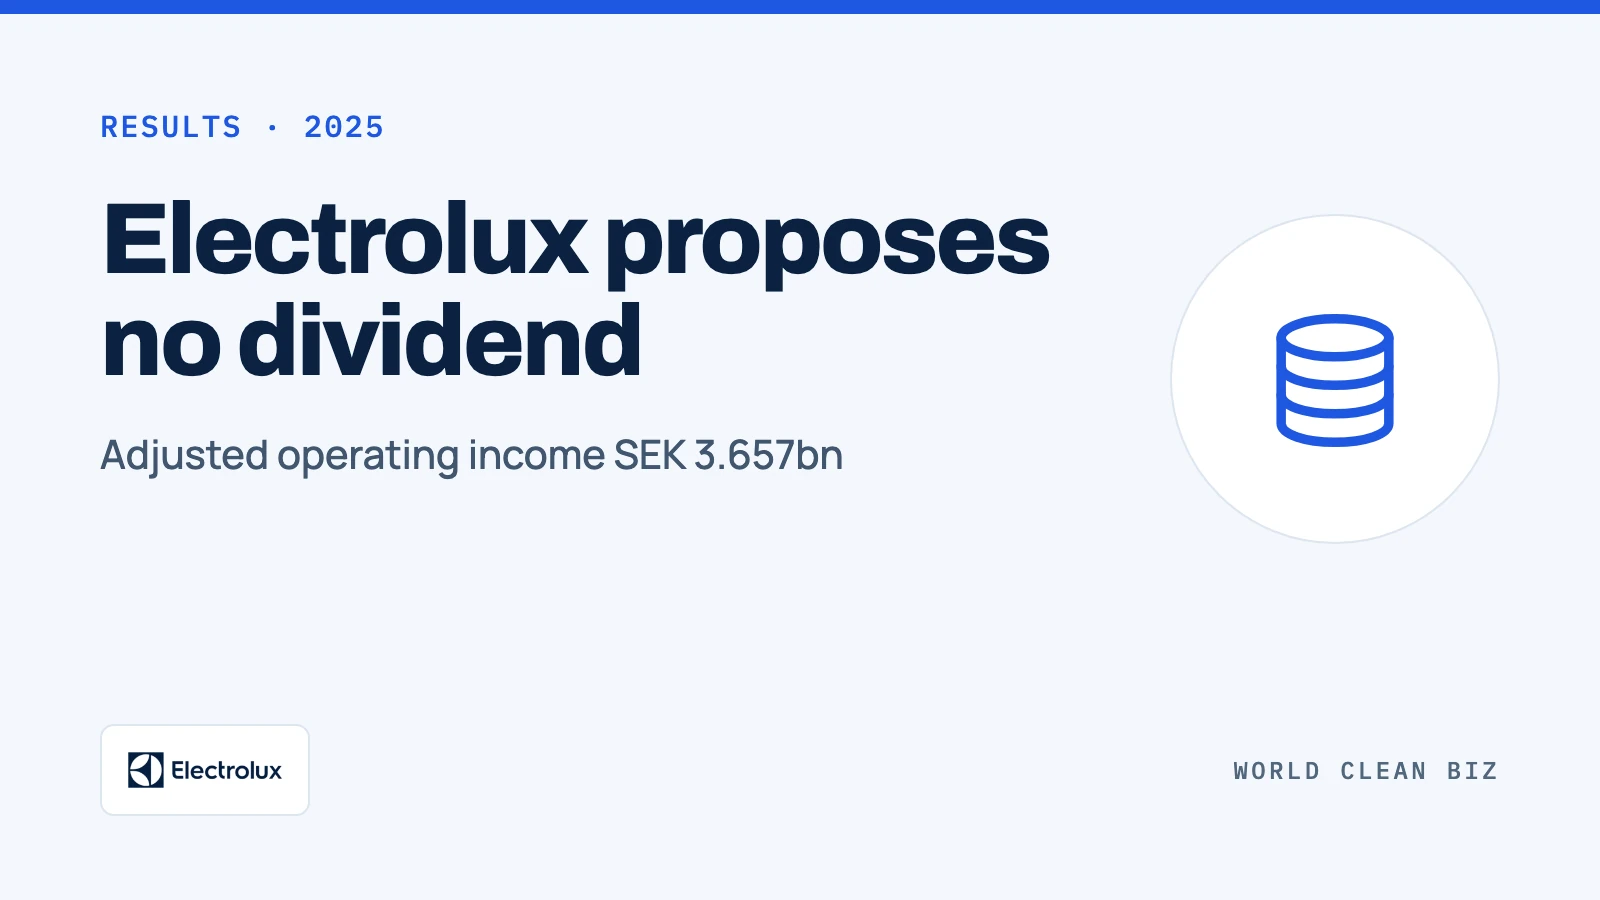 RESULTS · 2025
Electrolux proposes
no dividend
Adjusted operating income SEK 3.657bn
Electrolux
WORLD CLEAN BIZ